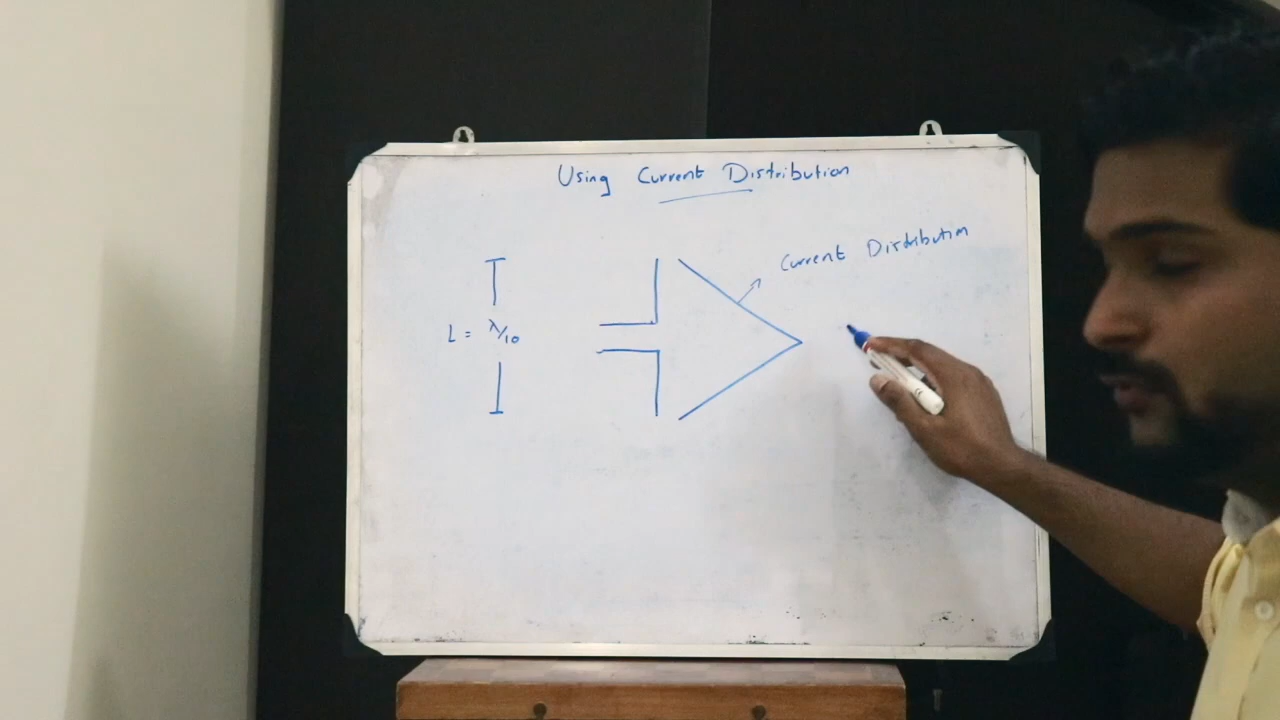 Using Current Distribution
Current Distribution
L = λ/10